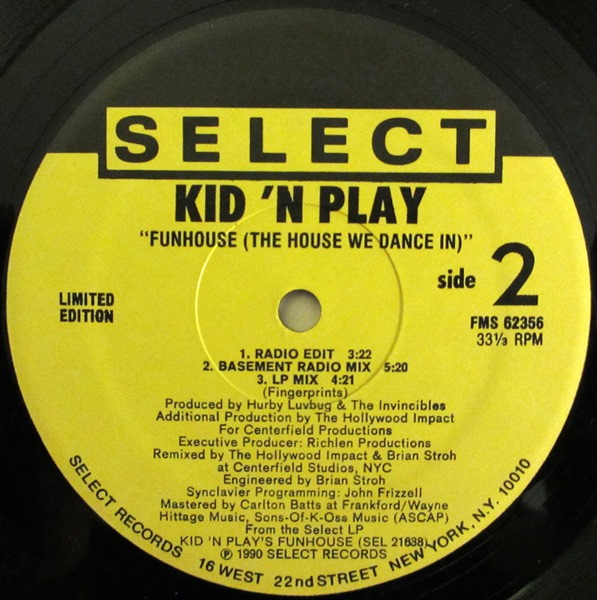 SELECT
KID 'N PLAY
"FUNHOUSE (THE HOUSE WE DANCE IN)"
side 2
LIMITED
EDITION
FMS 62356
33⅓ RPM
1. RADIO EDIT 3:22
2. BASEMENT RADIO MIX 5:20
3. LP MIX 4:21
(Fingerprints)
Produced by Hurby Luvbug & The Invincibles
Additional Production by The Hollywood Impact
For Centerfield Productions
Executive Producer: Richlen Productions
Remixed by The Hollywood Impact & Brian Stroh
at Centerfield Studios, NYC
Engineered by Brian Stroh
Synclavier Programming: John Frizzell
Mastered by Carlton Batts at Frankford/Wayne
Hittage Music, Sons-Of-K-Oss Music (ASCAP)
From the Select LP
KID 'N PLAY'S FUNHOUSE (SEL 21638)
℗ 1990 SELECT RECORDS
SELECT RECORDS 16 WEST 22nd STREET NEW YORK, N.Y. 10010